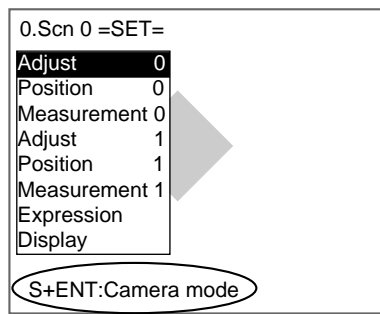 0.Scn 0 =SET=
Adjust 0
Position 0
Measurement 0
Adjust 1
Position 1
Measurement 1
Expression
Display
S+ENT:Camera mode